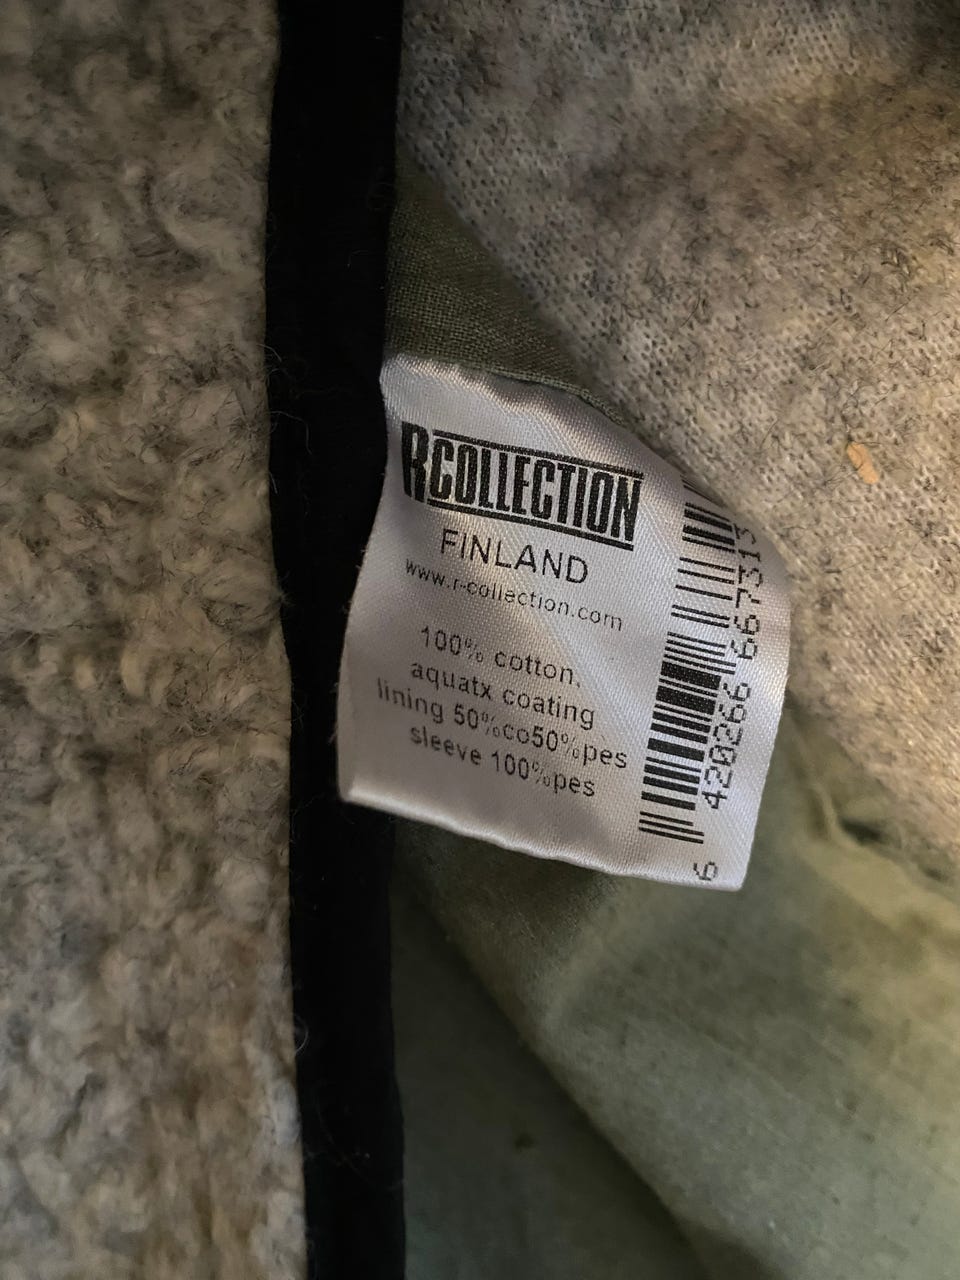 RCOLLECTION
FINLAND
www.r-collection.com
100% cotton,
aquatx coating
lining 50%co50%pes
sleeve 100%pes
6 420266 667313